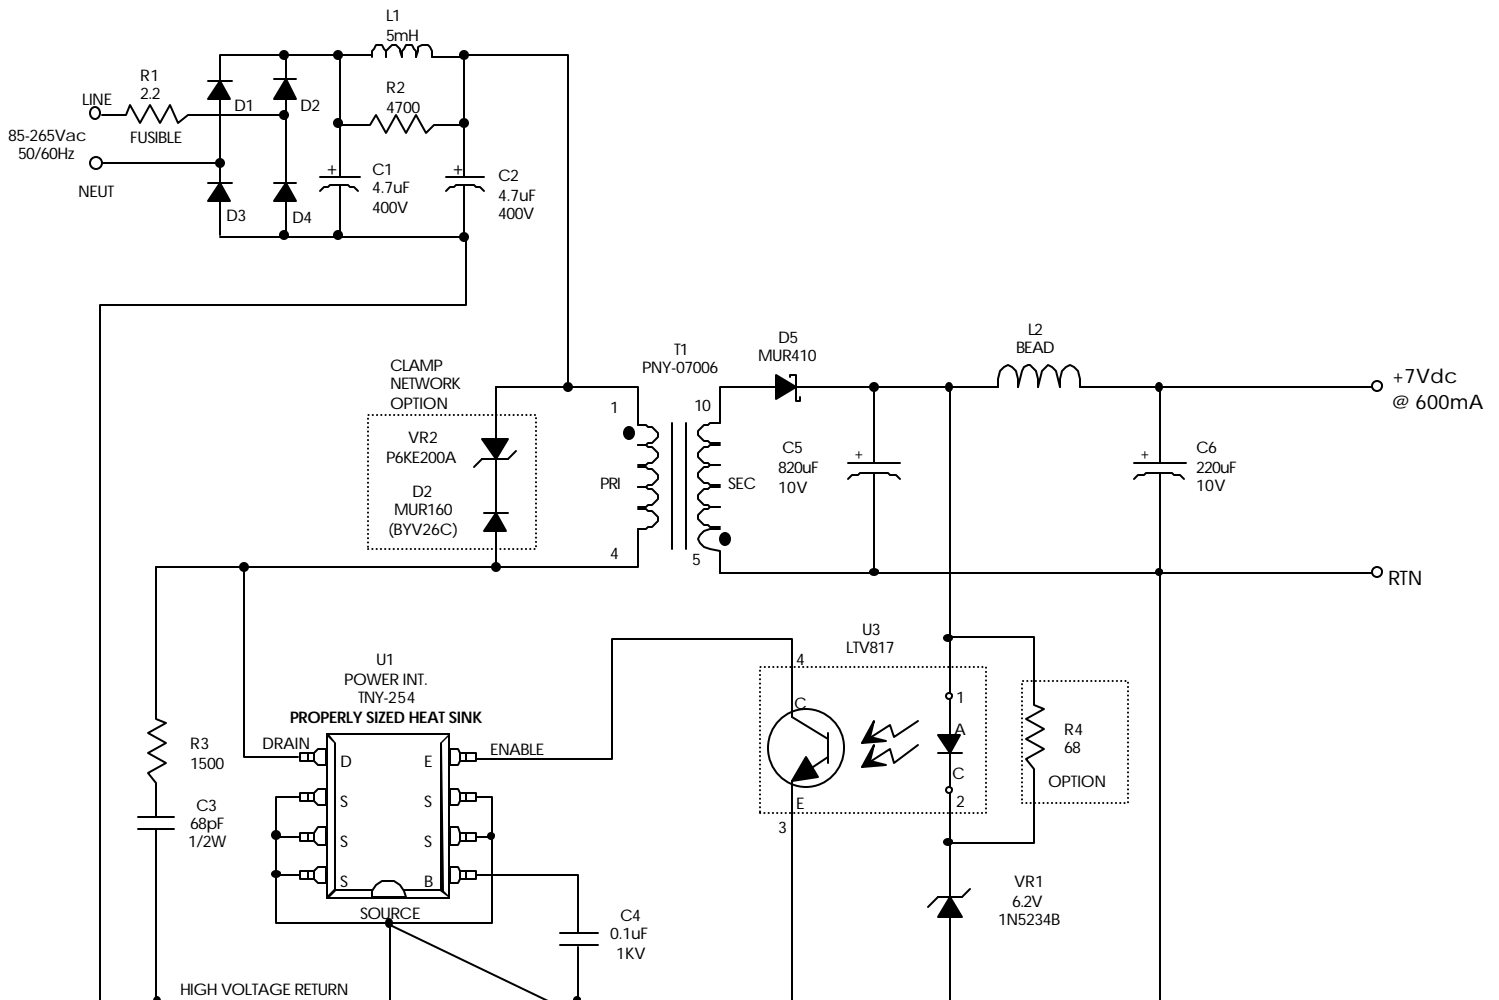 L1
5mH
R1
2.2
LINE
FUSIBLE
85-265Vac
50/60Hz
NEUT
D1
D2
R2
4700
D3
D4
+
C1
4.7uF
400V
+
C2
4.7uF
400V
CLAMP
NETWORK
OPTION
VR2
P6KE200A
D2
MUR160
(BYV26C)
T1
PNY-07006
1
10
PRI
SEC
4
5
D5
MUR410
C5
820uF
10V
+
L2
BEAD
+
C6
220uF
10V
+7Vdc
@ 600mA
RTN
U3
LTV817
4
C
E
3
1
A
C
2
R4
68
OPTION
VR1
6.2V
1N5234B
U1
POWER INT.
TNY-254
PROPERLY SIZED HEAT SINK
DRAIN
ENABLE
D
E
S
S
S
S
S
B
SOURCE
R3
1500
C3
68pF
1/2W
C4
0.1uF
1KV
HIGH VOLTAGE RETURN